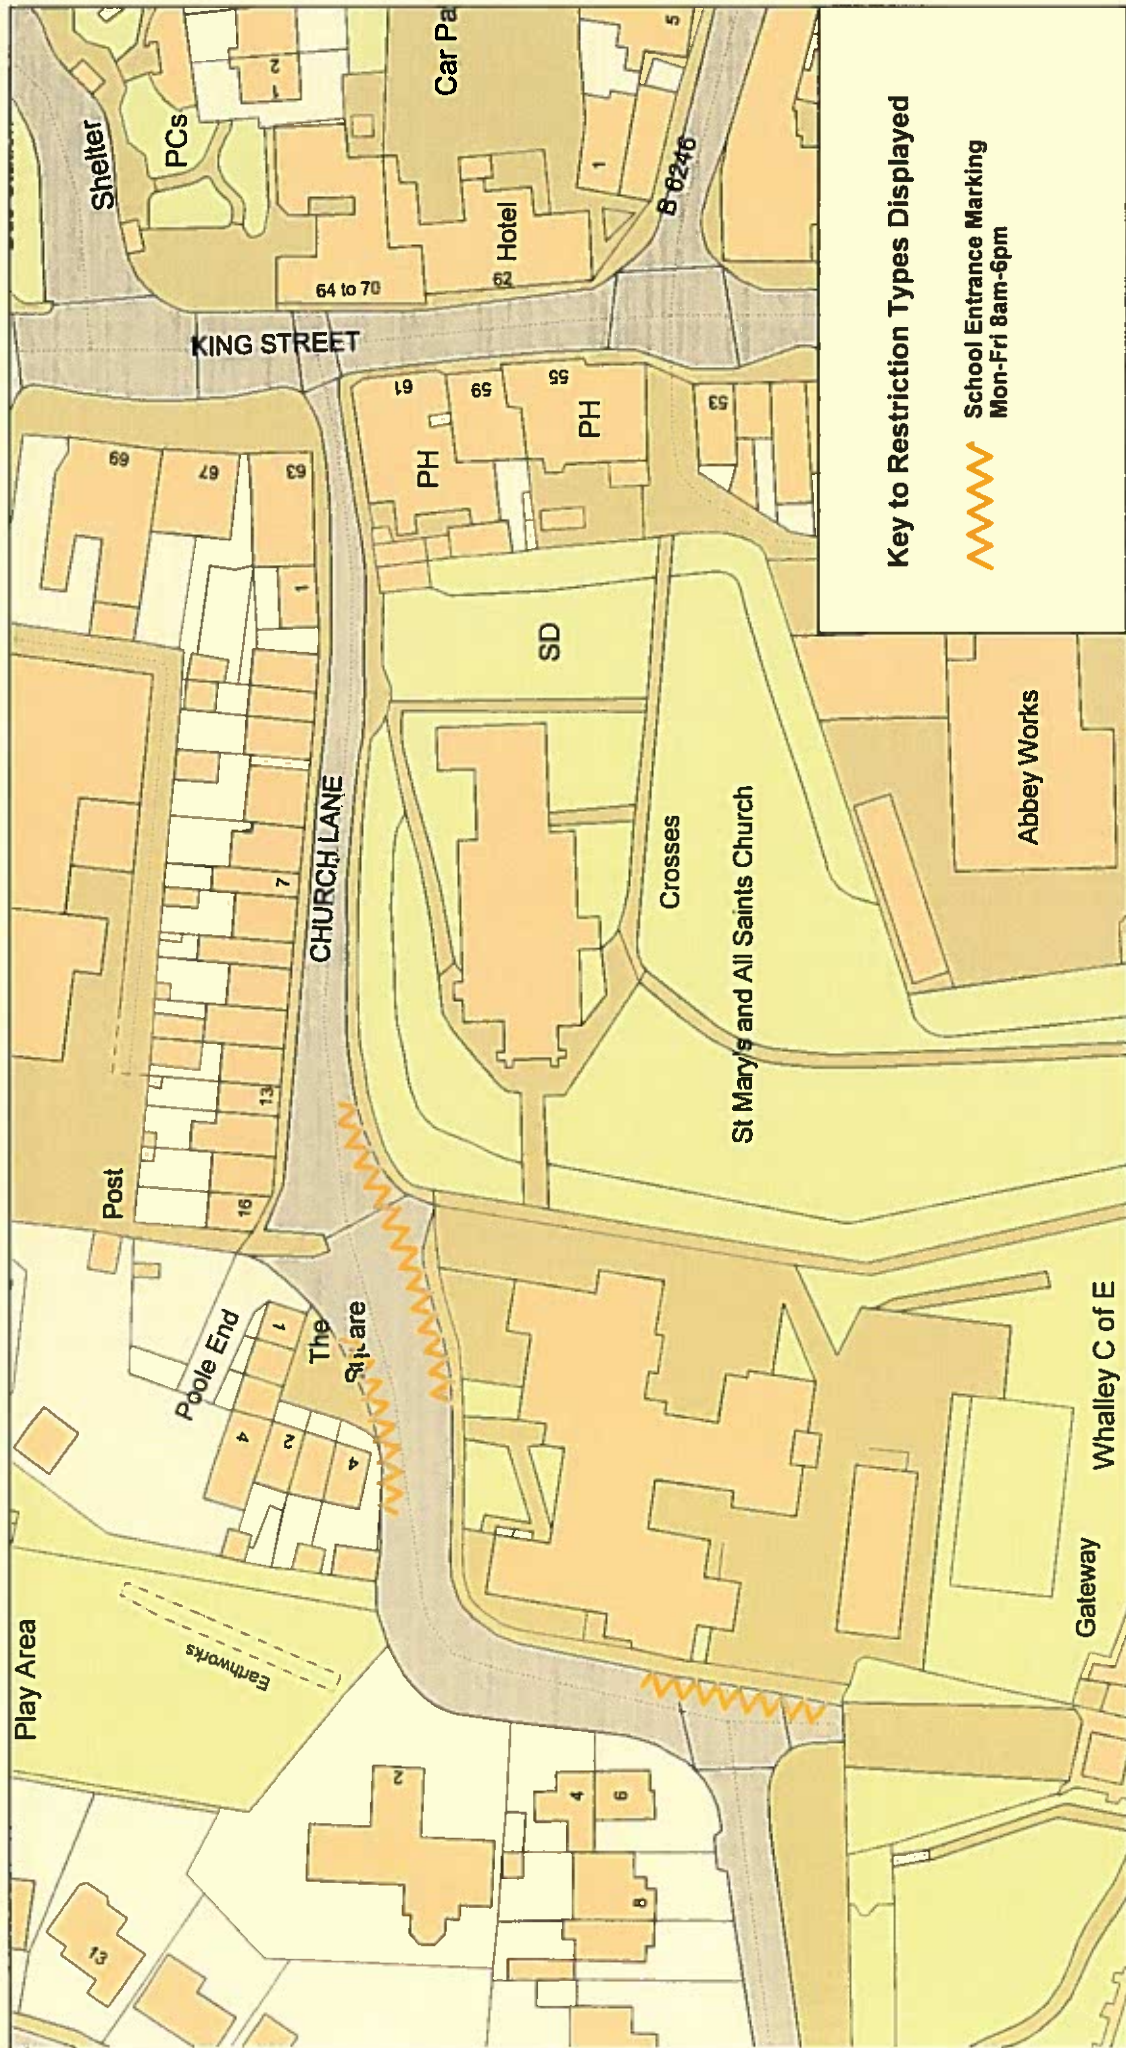 Play Area
Earthworks
13
2
4
6
8
Post
Poole End
1
4
2
4
The
Square
16
13
7
1
CHURCH LANE
69
67
63
KING STREET
Shelter
PCs
1
2
64 to 70
62
Hotel
Car Pa
1
5
B 6246
61
59
55
53
PH
PH
SD
Crosses
St Mary's and All Saints Church
Abbey Works
Whalley C of E
Gateway
Key to Restriction Types Displayed
School Entrance Marking
Mon-Fri 8am-6pm